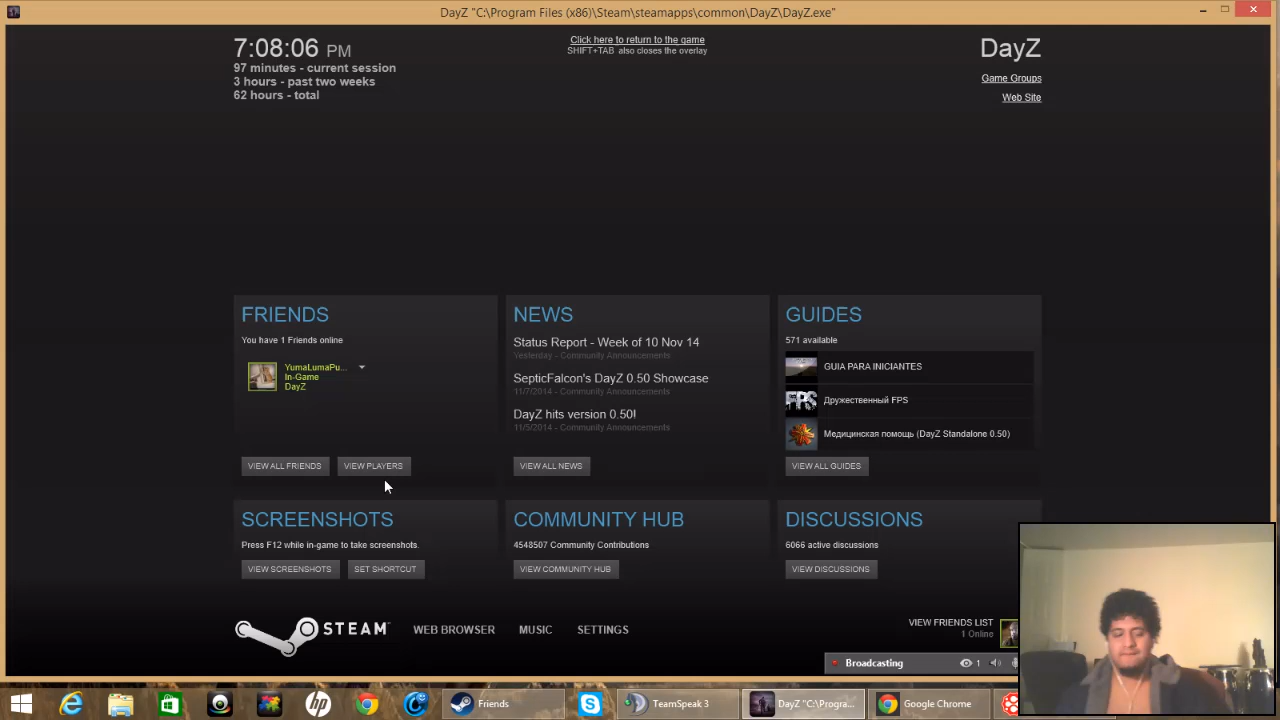 DayZ "C:\Program Files (x86)\Steam\steamapps\common\DayZ\DayZ.exe"
7:08:06 PM
97 minutes - current session
3 hours - past two weeks
62 hours - total
Click here to return to the game
SHIFT+TAB also closes the overlay
DayZ
Game Groups
Web Site
FRIENDS
You have 1 Friends online
YumaLumaPu...
In-Game
DayZ
VIEW ALL FRIENDS
VIEW PLAYERS
NEWS
Status Report - Week of 10 Nov 14
Yesterday - Community Announcements
SepticFalcon's DayZ 0.50 Showcase
11/7/2014 - Community Announcements
DayZ hits version 0.50!
11/5/2014 - Community Announcements
VIEW ALL NEWS
GUIDES
571 available
GUIA PARA INICIANTES
FPS
Дружественный FPS
Медицинская помощь (DayZ Standalone 0.50)
VIEW ALL GUIDES
SCREENSHOTS
Press F12 while in-game to take screenshots.
VIEW SCREENSHOTS
SET SHORTCUT
COMMUNITY HUB
4548507 Community Contributions
VIEW COMMUNITY HUB
DISCUSSIONS
6066 active discussions
VIEW DISCUSSIONS
STEAM
WEB BROWSER
MUSIC
SETTINGS
VIEW FRIENDS LIST
1 Online
Broadcasting
1
hp
Friends
TeamSpeak 3
DayZ "C:\Progra...
Google Chrome